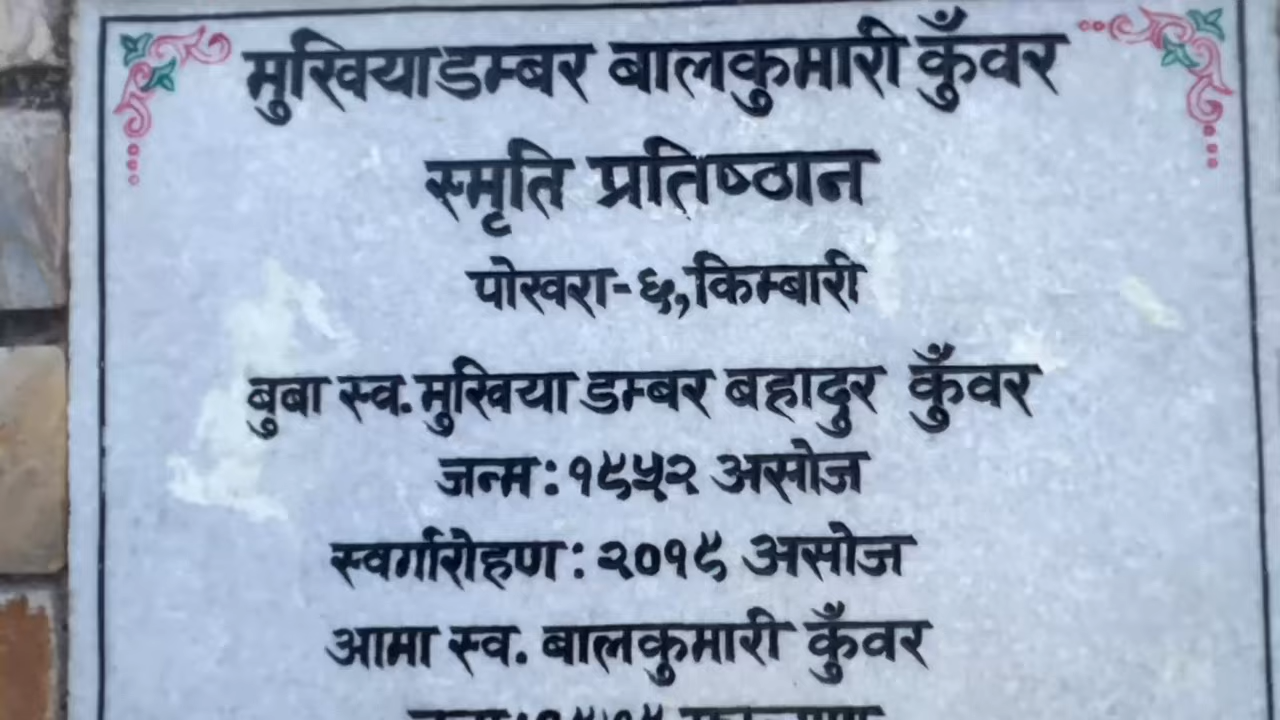 मुखिया डम्बर बालकुमारी कुँवर
स्मृति प्रतिष्ठान
पोखरा-६, किम्बारी
बुबा स्व. मुखिया डम्बर बहादुर कुँवर
जन्म : १९५२ असोज
स्वर्गारोहण : २०१९ असोज
आमा स्व. बालकुमारी कुँवर